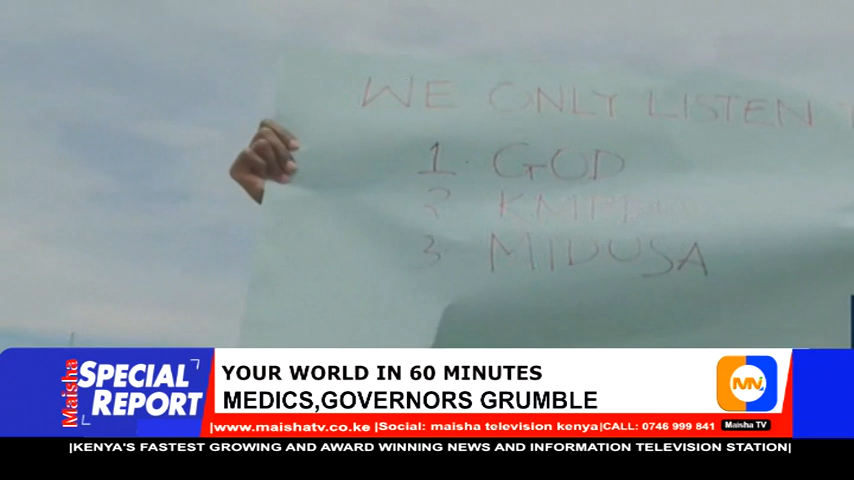 WE ONLY LISTEN
1. GOD
2
3 MIDUSA
Maisha
SPECIAL
REPORT
YOUR WORLD IN 60 MINUTES
MEDICS,GOVERNORS GRUMBLE
MN
|www.maishatv.co.ke |Social: maisha television kenya|CALL: 0746 999 841
Maisha TV
|KENYA'S FASTEST GROWING AND AWARD WINNING NEWS AND INFORMATION TELEVISION STATION|